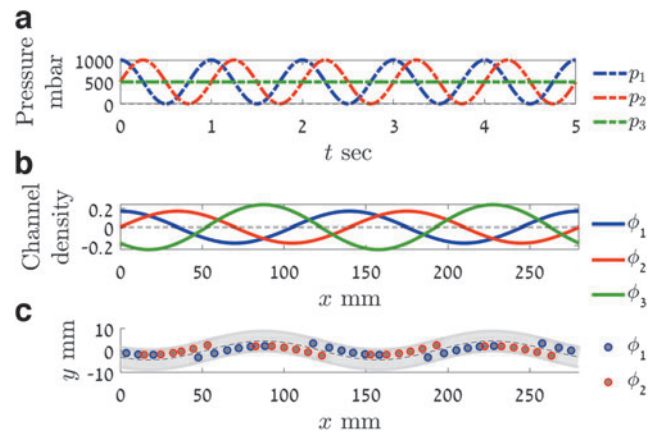 a
Pressure
mbar
1000
500
0
0 1 2 3 4 5
t sec
p1
p2
p3
b
Channel
density
0.2
0
-0.2
0 50 100 150 200 250
x mm
ϕ1
ϕ2
ϕ3
c
y mm
10
0
-10
0 50 100 150 200 250
x mm
ϕ1
ϕ2